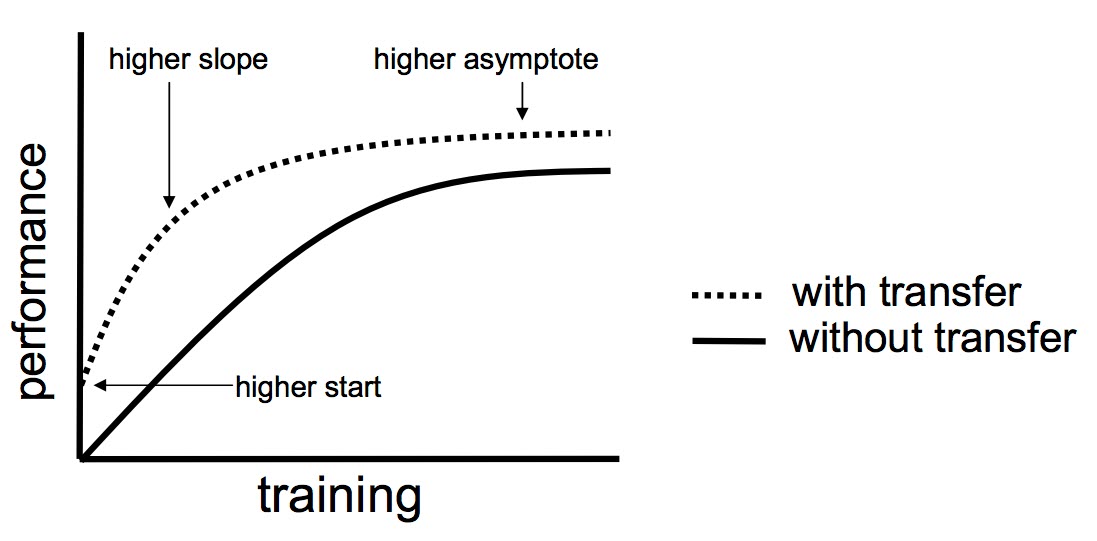 higher slope
higher asymptote
performance
higher start
training
with transfer
without transfer